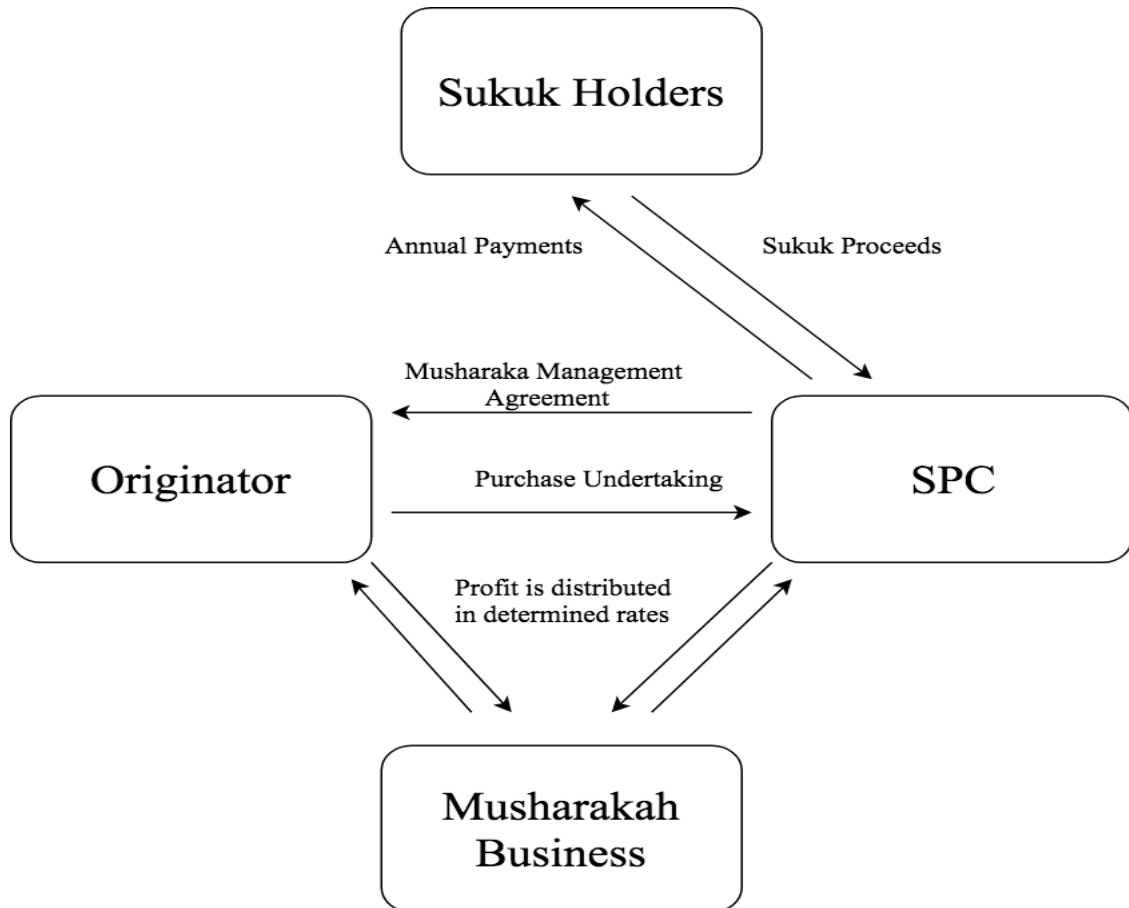 Sukuk Holders
Annual Payments
Sukuk Proceeds
Musharaka Management
Agreement
Originator
Purchase Undertaking
SPC
Profit is distributed
in determined rates
Musharakah
Business